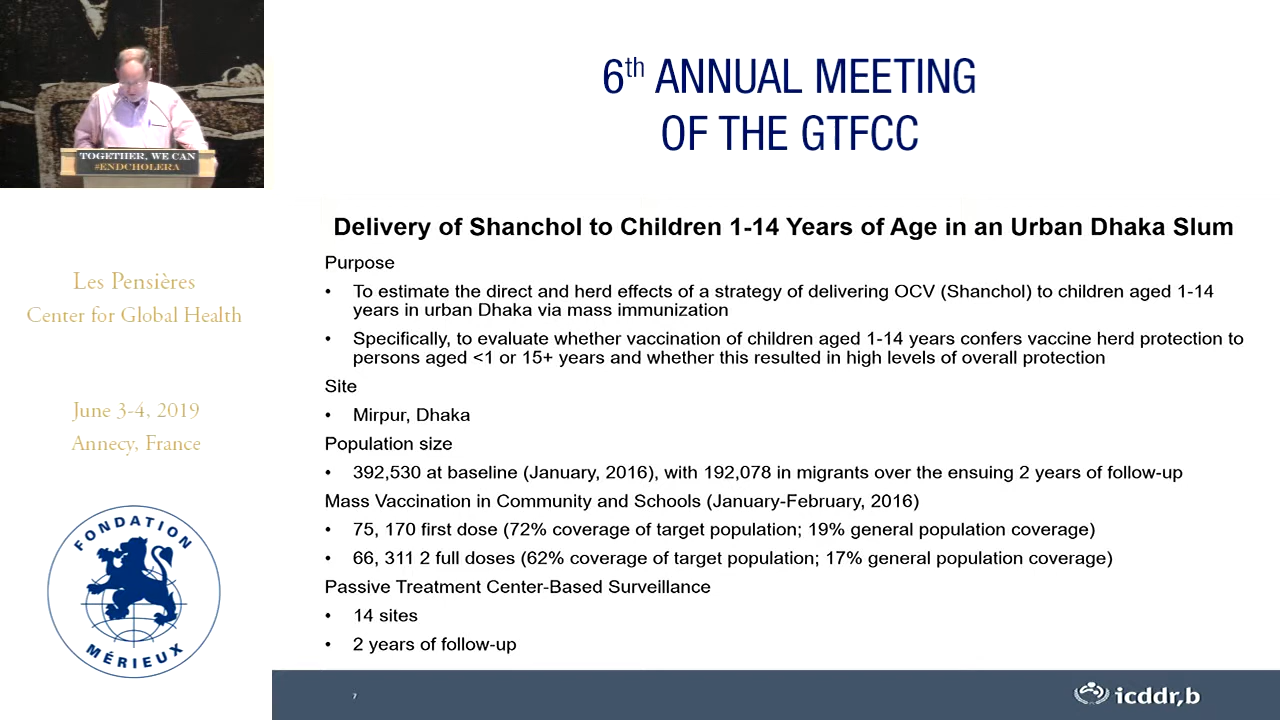 TOGETHER, WE CAN
#ENDCHOLERA
6th ANNUAL MEETING
OF THE GTFCC
Les Pensières
Center for Global Health
June 3-4, 2019
Annecy, France
FONDATION
MÉRIEUX
Delivery of Shanchol to Children 1-14 Years of Age in an Urban Dhaka Slum
Purpose
• To estimate the direct and herd effects of a strategy of delivering OCV (Shanchol) to children aged 1-14
years in urban Dhaka via mass immunization
• Specifically, to evaluate whether vaccination of children aged 1-14 years confers vaccine herd protection to
persons aged <1 or 15+ years and whether this resulted in high levels of overall protection
Site
• Mirpur, Dhaka
Population size
• 392,530 at baseline (January, 2016), with 192,078 in migrants over the ensuing 2 years of follow-up
Mass Vaccination in Community and Schools (January-February, 2016)
• 75, 170 first dose (72% coverage of target population; 19% general population coverage)
• 66, 311 2 full doses (62% coverage of target population; 17% general population coverage)
Passive Treatment Center-Based Surveillance
• 14 sites
• 2 years of follow-up
7
icddr,b